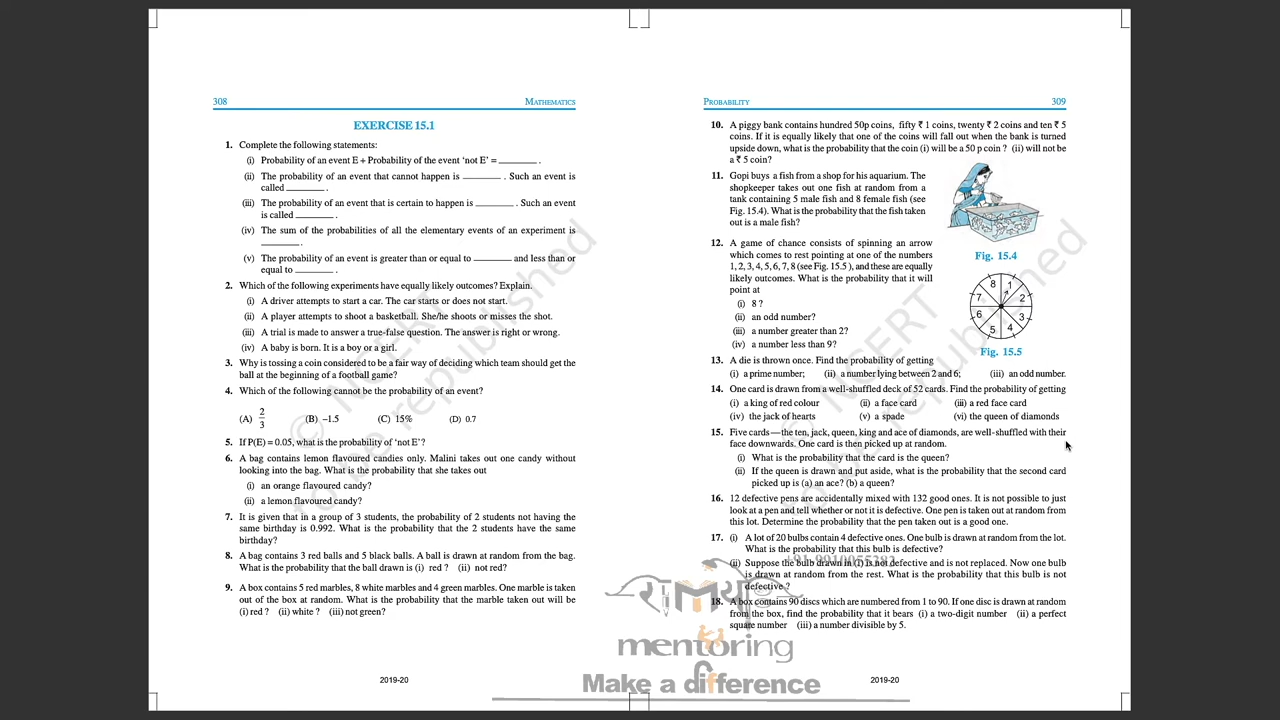 308 MATHEMATICS
EXERCISE 15.1
1. Complete the following statements:
(i) Probability of an event E + Probability of the event ‘not E’ = ________ .
(ii) The probability of an event that cannot happen is ________ . Such an event is
called ________ .
(iii) The probability of an event that is certain to happen is ________ . Such an event
is called ________ .
(iv) The sum of the probabilities of all the elementary events of an experiment is
________ .
(v) The probability of an event is greater than or equal to ________ and less than or
equal to ________ .
2. Which of the following experiments have equally likely outcomes? Explain.
(i) A driver attempts to start a car. The car starts or does not start.
(ii) A player attempts to shoot a basketball. She/he shoots or misses the shot.
(iii) A trial is made to answer a true-false question. The answer is right or wrong.
(iv) A baby is born. It is a boy or a girl.
3. Why is tossing a coin considered to be a fair way of deciding which team should get the
ball at the beginning of a football game?
4. Which of the following cannot be the probability of an event?
(A) 2/3 (B) –1.5 (C) 15% (D) 0.7
5. If P(E) = 0.05, what is the probability of ‘not E’?
6. A bag contains lemon flavoured candies only. Malini takes out one candy without
looking into the bag. What is the probability that she takes out
(i) an orange flavoured candy?
(ii) a lemon flavoured candy?
7. It is given that in a group of 3 students, the probability of 2 students not having the
same birthday is 0.992. What is the probability that the 2 students have the same
birthday?
8. A bag contains 3 red balls and 5 black balls. A ball is drawn at random from the bag.
What is the probability that the ball drawn is (i) red ? (ii) not red?
9. A box contains 5 red marbles, 8 white marbles and 4 green marbles. One marble is taken
out of the box at random. What is the probability that the marble taken out will be
(i) red ? (ii) white ? (iii) not green?
2019-20
PROBABILITY 309
10. A piggy bank contains hundred 50p coins, fifty ₹ 1 coins, twenty ₹ 2 coins and ten ₹ 5
coins. If it is equally likely that one of the coins will fall out when the bank is turned
upside down, what is the probability that the coin (i) will be a 50 p coin ? (ii) will not be
a ₹ 5 coin?
11. Gopi buys a fish from a shop for his aquarium. The
shopkeeper takes out one fish at random from a
tank containing 5 male fish and 8 female fish (see
Fig. 15.4). What is the probability that the fish taken
out is a male fish?
Fig. 15.4
12. A game of chance consists of spinning an arrow
which comes to rest pointing at one of the numbers
1, 2, 3, 4, 5, 6, 7, 8 (see Fig. 15.5 ), and these are equally
likely outcomes. What is the probability that it will
point at
(i) 8 ?
(ii) an odd number?
(iii) a number greater than 2?
(iv) a number less than 9?
8 1
7 2
6 3
5 4
Fig. 15.5
13. A die is thrown once. Find the probability of getting
(i) a prime number; (ii) a number lying between 2 and 6; (iii) an odd number.
14. One card is drawn from a well-shuffled deck of 52 cards. Find the probability of getting
(i) a king of red colour (ii) a face card (iii) a red face card
(iv) the jack of hearts (v) a spade (vi) the queen of diamonds
15. Five cards—the ten, jack, queen, king and ace of diamonds, are well-shuffled with their
face downwards. One card is then picked up at random.
(i) What is the probability that the card is the queen?
(ii) If the queen is drawn and put aside, what is the probability that the second card
picked up is (a) an ace? (b) a queen?
16. 12 defective pens are accidentally mixed with 132 good ones. It is not possible to just
look at a pen and tell whether or not it is defective. One pen is taken out at random from
this lot. Determine the probability that the pen taken out is a good one.
17. (i) A lot of 20 bulbs contain 4 defective ones. One bulb is drawn at random from the lot.
What is the probability that this bulb is defective?
(ii) Suppose the bulb drawn in (i) is not defective and is not replaced. Now one bulb
is drawn at random from the rest. What is the probability that this bulb is not
defective ?
18. A box contains 90 discs which are numbered from 1 to 90. If one disc is drawn at random
from the box, find the probability that it bears (i) a two-digit number (ii) a perfect
square number (iii) a number divisible by 5.
2019-20
© NCERT
to be republished
© NCERT
republished
mentoring
Make a difference